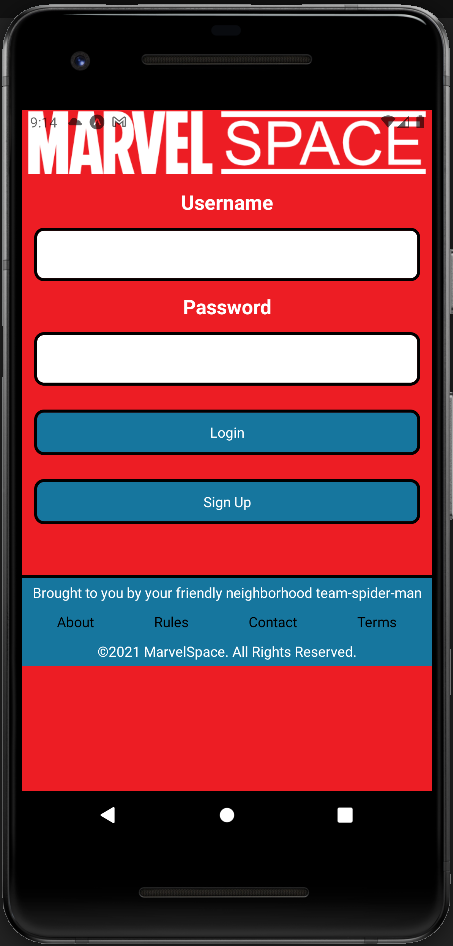 9:14
MARVEL SPACE
Username
Password
Login
Sign Up
Brought to you by your friendly neighborhood team-spider-man
About Rules Contact Terms
©2021 MarvelSpace. All Rights Reserved.